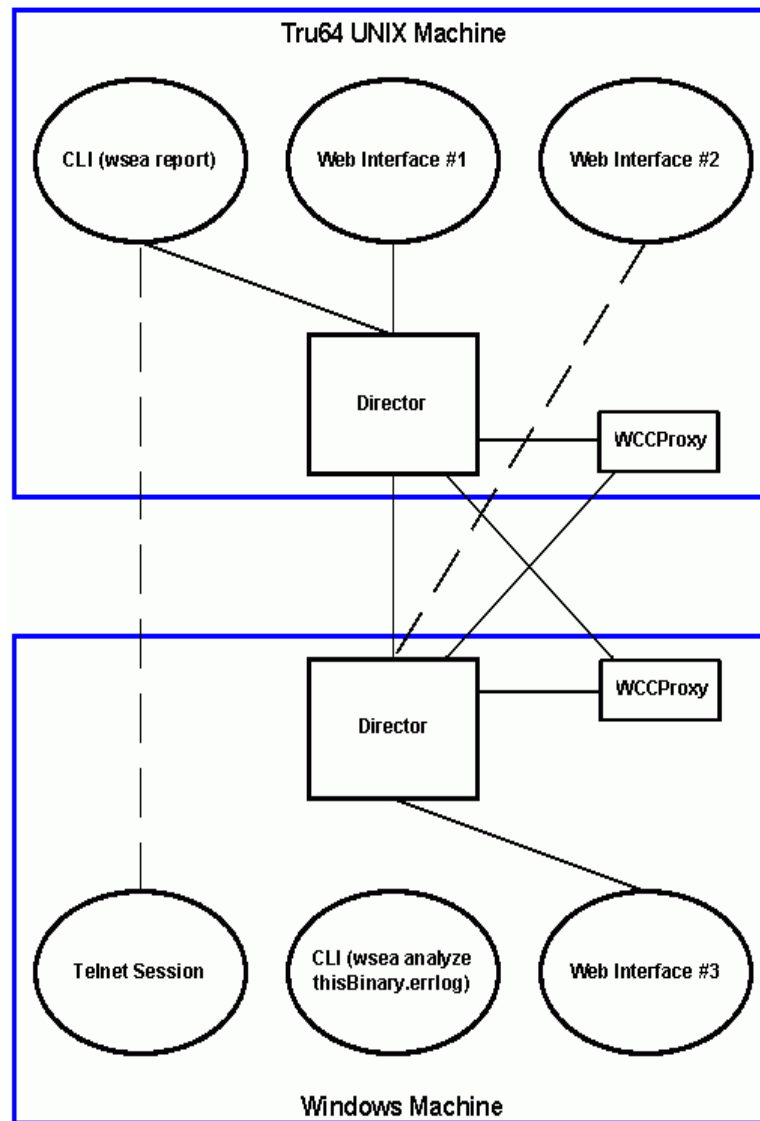 Tru64 UNIX Machine
CLI (wsea report)
Web Interface #1
Web Interface #2
Director
WCCProxy
WCCProxy
Director
Telnet Session
CLI (wsea analyze
thisBinary.errlog)
Web Interface #3
Windows Machine